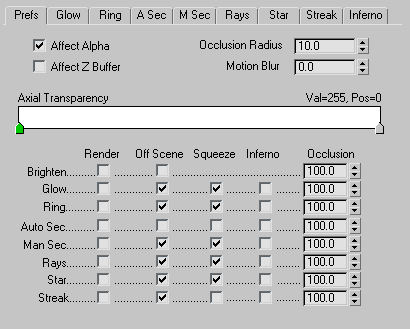 Prefs Glow Ring A Sec M Sec Rays Star Streak Inferno
Affect Alpha Occlusion Radius 10.0
Affect Z Buffer Motion Blur 0.0
Axial Transparency Val=255, Pos=0
Render Off Scene Squeeze Inferno Occlusion
Brighten 100.0
Glow 100.0
Ring 100.0
Auto Sec 100.0
Man Sec 100.0
Rays 100.0
Star 100.0
Streak 100.0